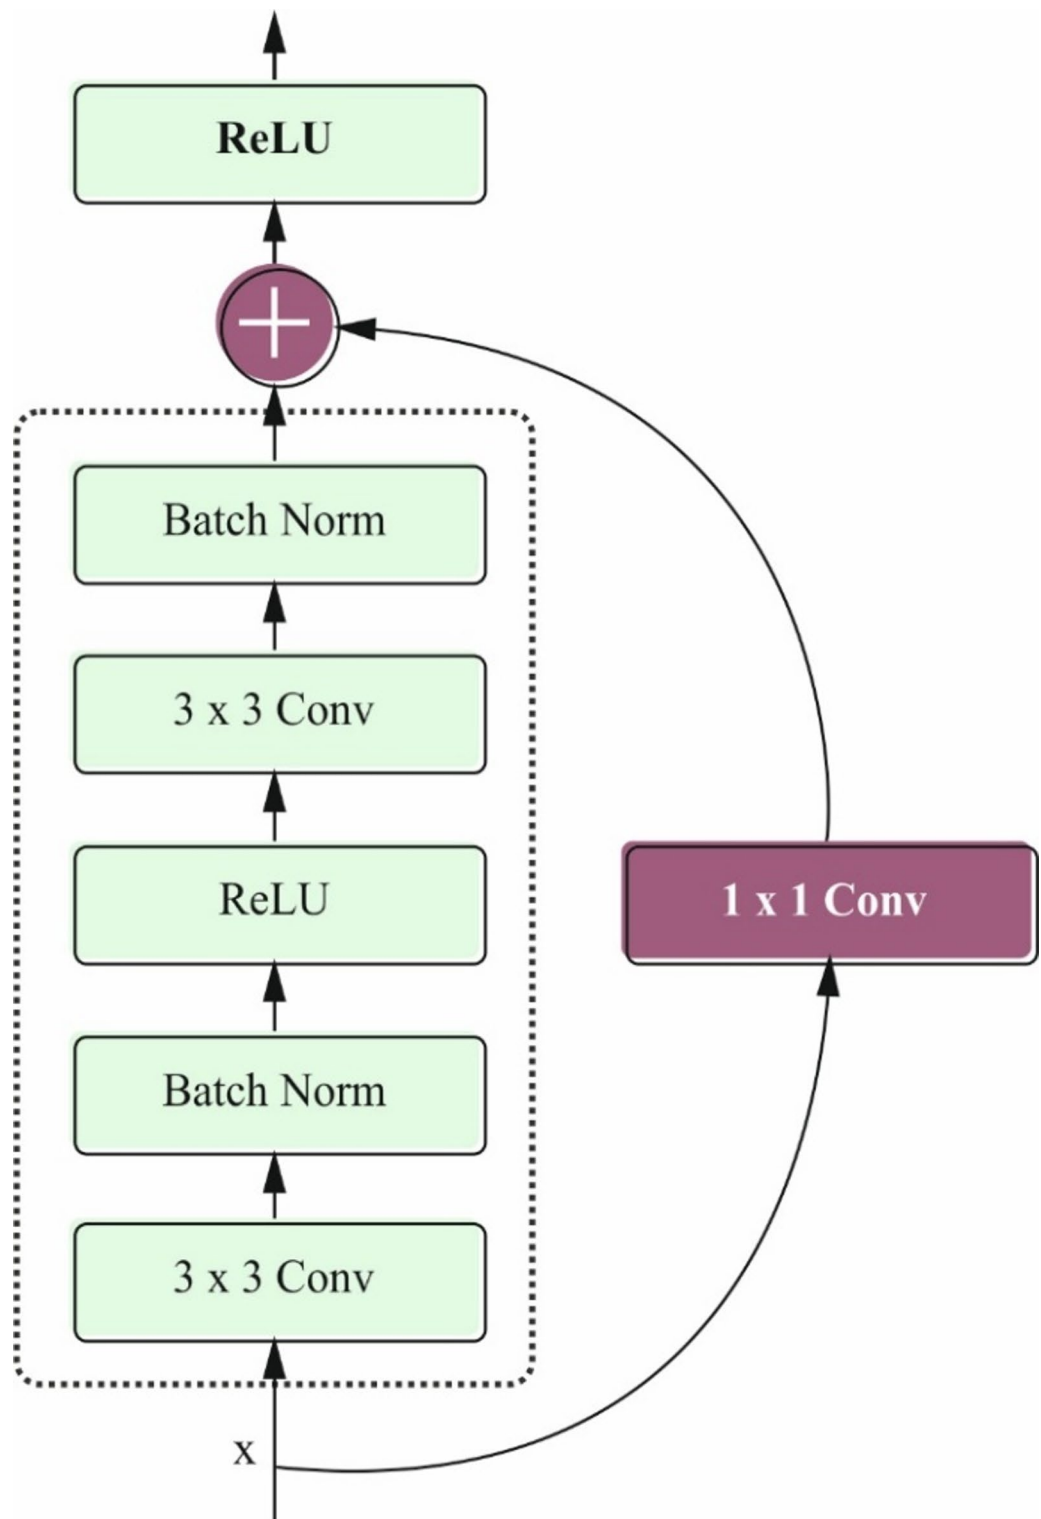 ReLU
Batch Norm
3 x 3 Conv
ReLU
1 x 1 Conv
Batch Norm
3 x 3 Conv
x